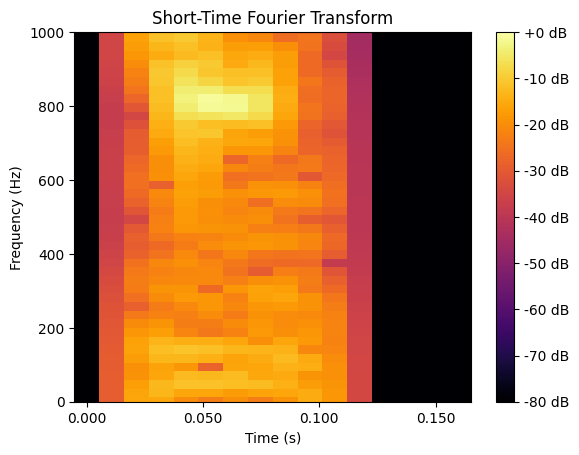 Short-Time Fourier Transform
Frequency (Hz)
1000
800
600
400
200
0
0.000
0.050
0.100
0.150
Time (s)
+0 dB
-10 dB
-20 dB
-30 dB
-40 dB
-50 dB
-60 dB
-70 dB
-80 dB